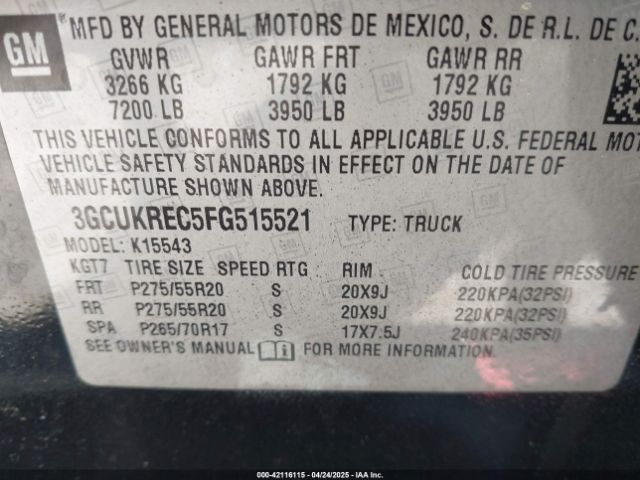 GM
MFD BY GENERAL MOTORS DE MEXICO, S. DE R.L. DE C.
GVWR GAWR FRT GAWR RR
3266 KG 1792 KG 1792 KG
7200 LB 3950 LB 3950 LB
THIS VEHICLE CONFORMS TO ALL APPLICABLE U.S. FEDERAL MOT
VEHICLE SAFETY STANDARDS IN EFFECT ON THE DATE OF
MANUFACTURE SHOWN ABOVE.
3GCUKREC5FG515521 TYPE: TRUCK
MODEL: K15543
KGT7 TIRE SIZE SPEED RTG RIM COLD TIRE PRESSURE
FRT P275/55R20 S 20X9J 220KPA(32PSI)
RR P275/55R20 S 20X9J 220KPA(32PSI)
SPA P265/70R17 S 17X7.5J 240KPA(35PSI)
SEE OWNER'S MANUAL FOR MORE INFORMATION.
000-42116115 - 04/24/2025 - IAA Inc.